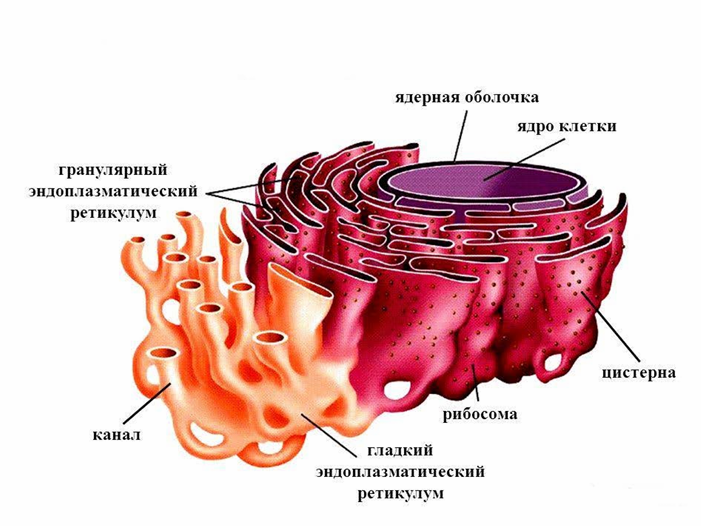 ядерная оболочка
ядро клетки
гранулярный
эндоплазматический
ретикулум
цистерна
рибосома
канал
гладкий
эндоплазматический
ретикулум